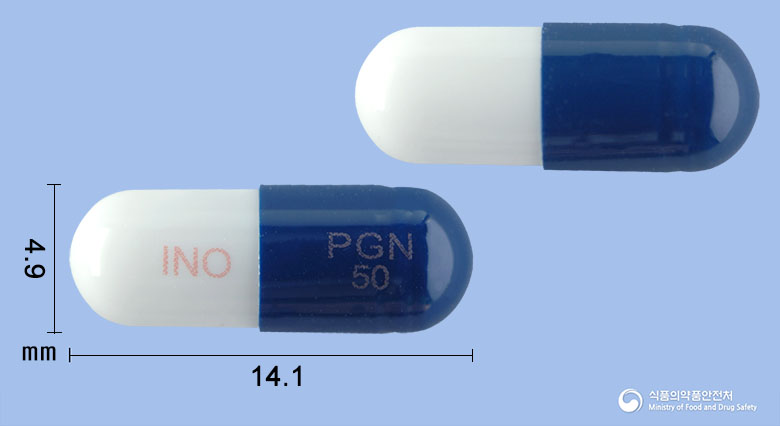 INO
PGN
50
4.9
mm
14.1
식품의약품안전처
Ministry of Food and Drug Safety